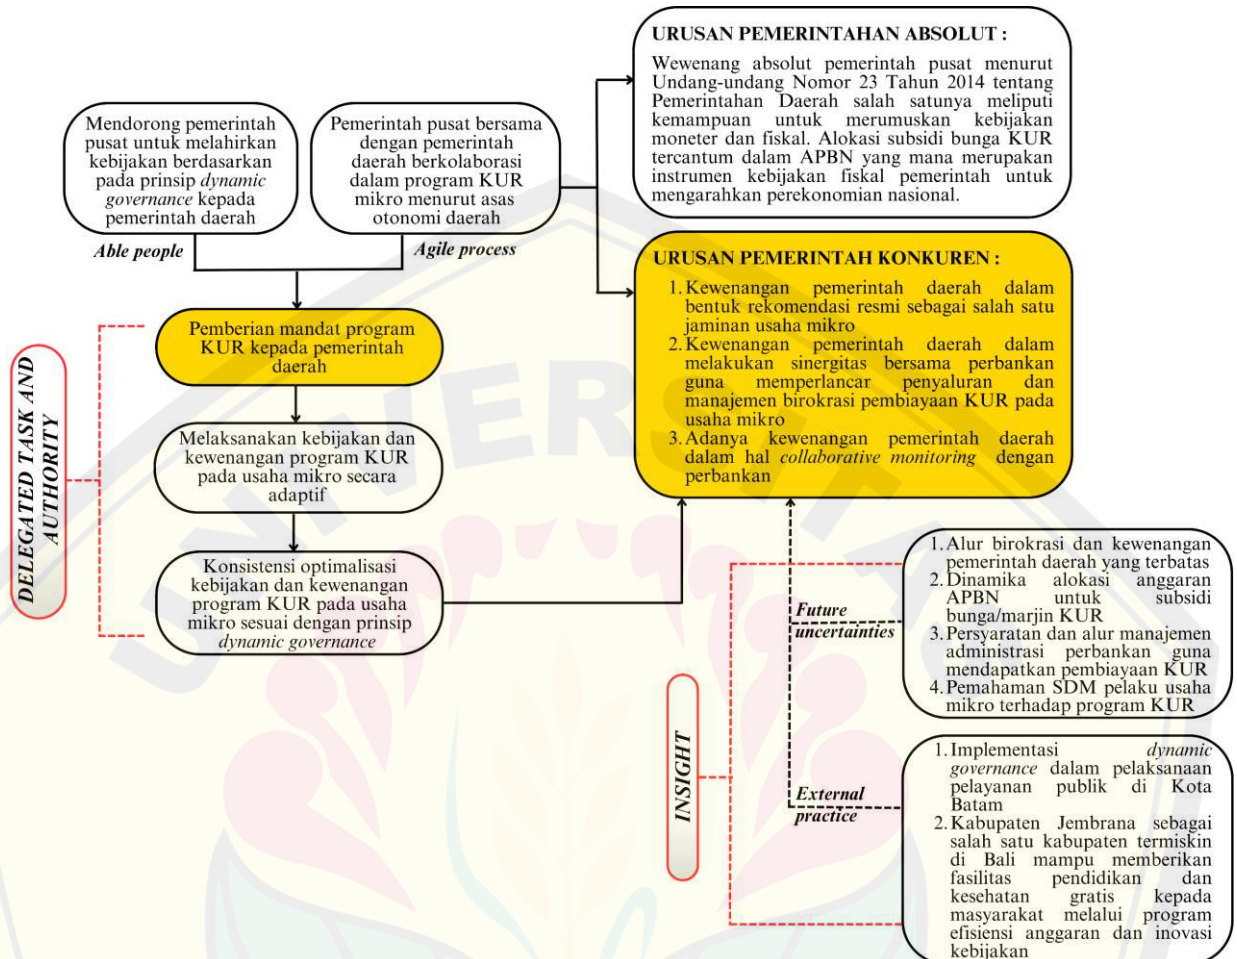 URUSAN PEMERINTAHAN ABSOLUT :
Wewenang absolut pemerintah pusat menurut
Undang-undang Nomor 23 Tahun 2014 tentang
Pemerintahan Daerah salah satunya meliputi
kemampuan untuk merumuskan kebijakan
moneter dan fiskal. Alokasi subsidi bunga KUR
tercantum dalam APBN yang mana merupakan
instrumen kebijakan fiskal pemerintah untuk
mengarahkan perekonomian nasional.
Mendorong pemerintah
pusat untuk melahirkan
kebijakan berdasarkan
pada prinsip dynamic
governance kepada
pemerintah daerah
Pemerintah pusat bersama
dengan pemerintah
daerah berkolaborasi
dalam program KUR
mikro menurut asas
otonomi daerah
Able people
Agile process
URUSAN PEMERINTAH KONKUREN :
1. Kewenangan pemerintah daerah dalam
bentuk rekomendasi resmi sebagai salah satu
jaminan usaha mikro
2. Kewenangan pemerintah daerah dalam
melakukan sinergitas bersama perbankan
guna memperlancar penyaluran dan
manajemen birokrasi pembiayaan KUR pada
usaha mikro
3. Adanya kewenangan pemerintah daerah
dalam hal collaborative monitoring dengan
perbankan
DELEGATED TASK AND
AUTHORITY
Pemberian mandat program
KUR kepada pemerintah
daerah
Melaksanakan kebijakan dan
kewenangan program KUR
pada usaha mikro secara
adaptif
Konsistensi optimalisasi
kebijakan dan kewenangan
program KUR pada usaha
mikro sesuai dengan prinsip
dynamic governance
INSIGHT
Future
uncertainties
1. Alur birokrasi dan kewenangan
pemerintah daerah yang terbatas
2. Dinamika alokasi anggaran
APBN untuk subsidi
bunga/marjin KUR
3. Persyaratan dan alur manajemen
administrasi perbankan guna
mendapatkan pembiayaan KUR
4. Pemahaman SDM pelaku usaha
mikro terhadap program KUR
External
practice
1. Implementasi dynamic
governance dalam pelaksanaan
pelayanan publik di Kota
Batam
2. Kabupaten Jembrana sebagai
salah satu kabupaten termiskin
di Bali mampu memberikan
fasilitas pendidikan dan
kesehatan gratis kepada
masyarakat melalui program
efisiensi anggaran dan inovasi
kebijakan
UNIVERSITAS